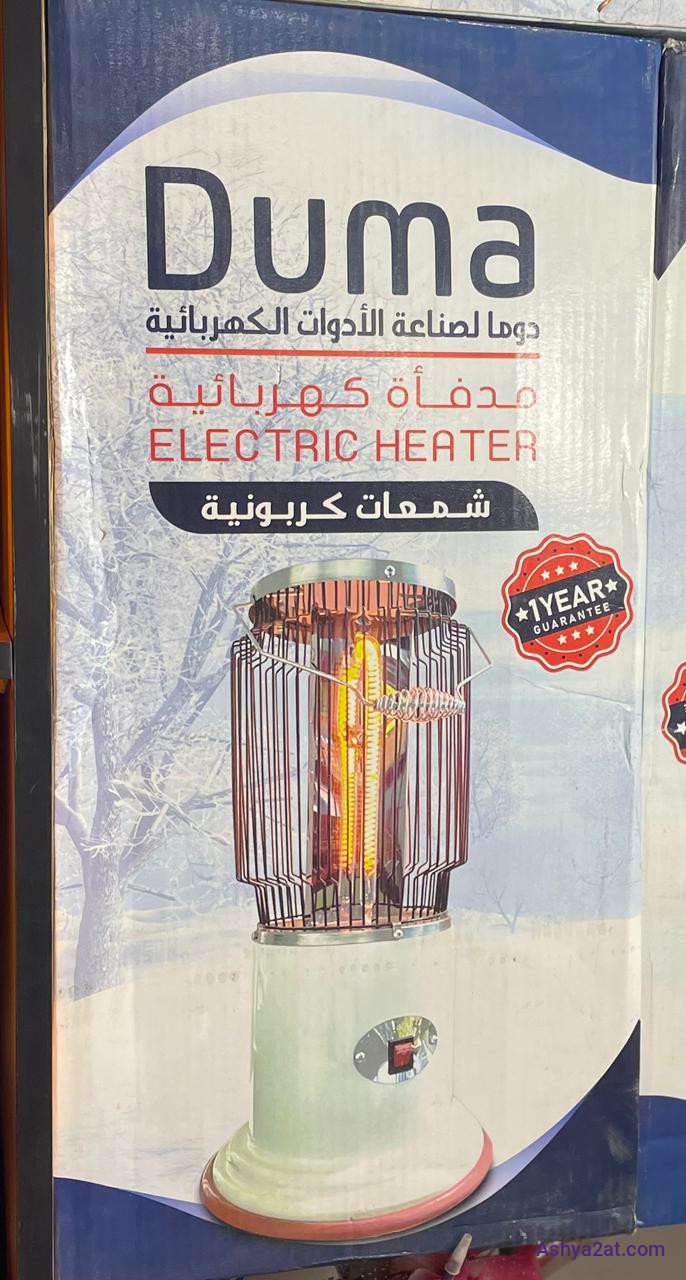 Duma
دوما لصناعة الأدوات الكهربائية
مدفأة كهربائية
ELECTRIC HEATER
شمعات كربونية
1YEAR
GUARANTEE
Ashya2at.com